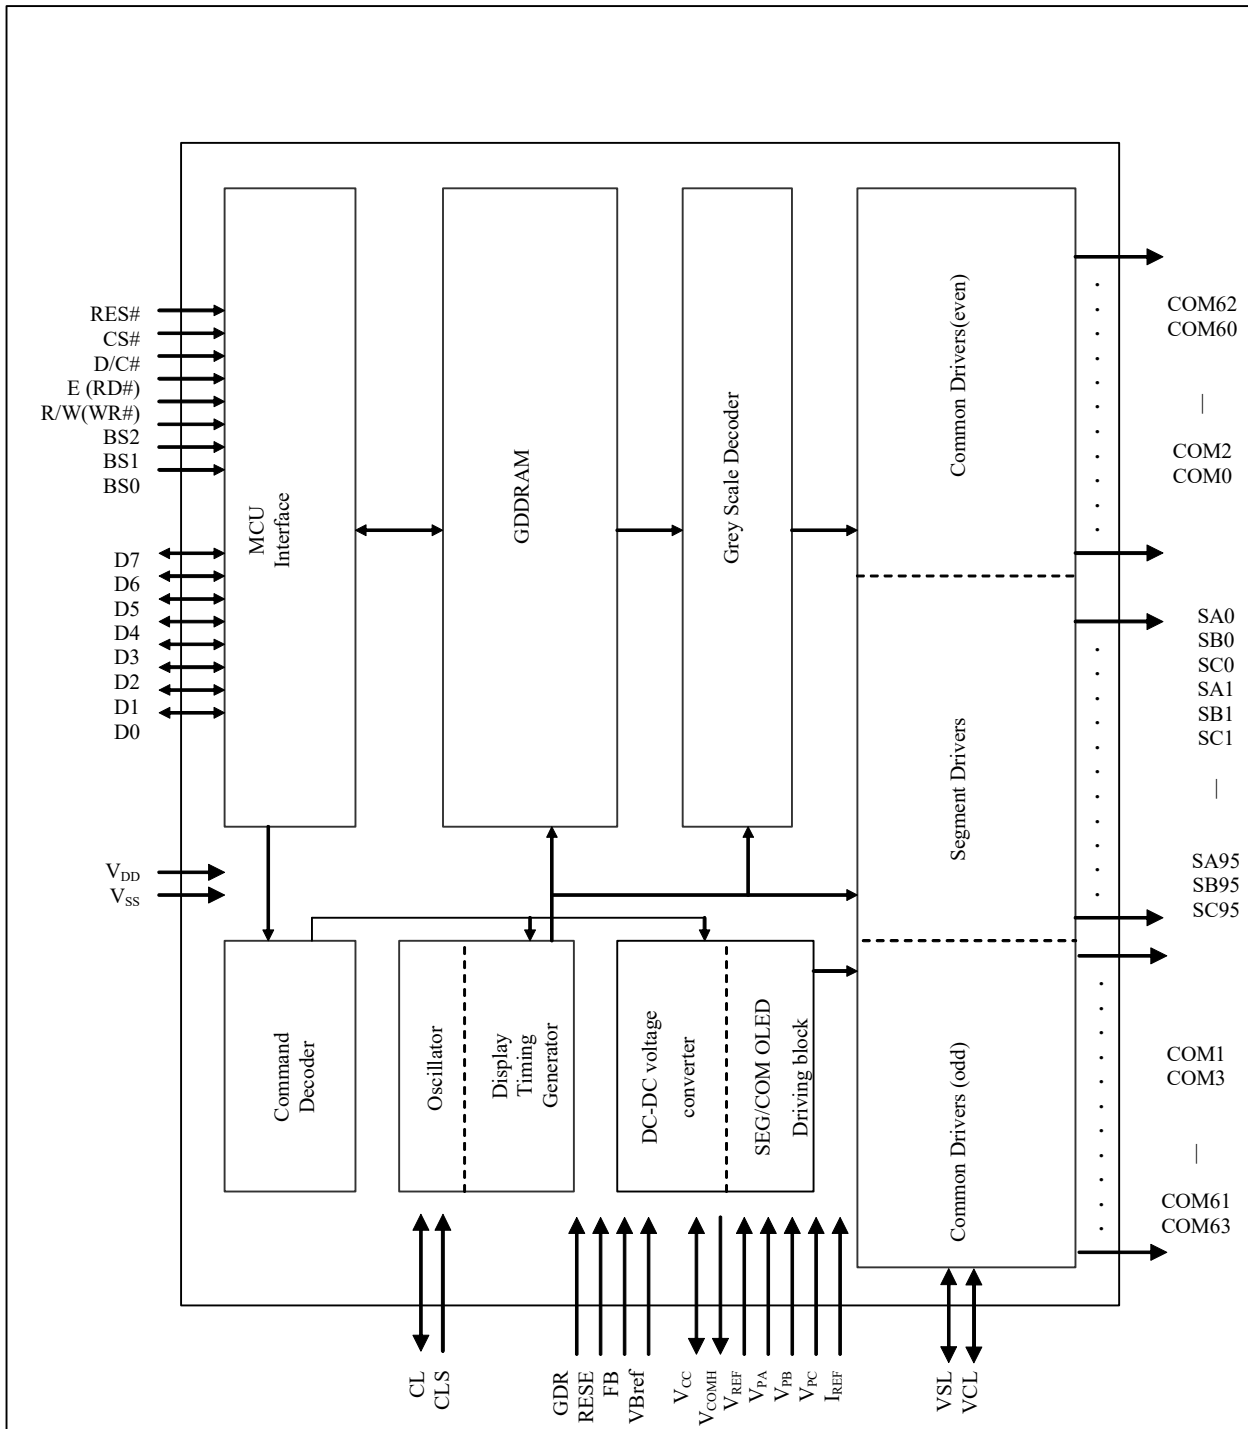 RES#
CS#
D/C#
E (RD#)
R/W(WR#)
BS2
BS1
BS0
D7
D6
D5
D4
D3
D2
D1
D0
VDD
VSS
MCU
Interface
GDDRAM
Grey Scale Decoder
Common Drivers(even)
Segment Drivers
Common Drivers (odd)
Command
Decoder
Oscillator
Display
Timing
Generator
DC-DC voltage
converter
SEG/COM OLED
Driving block
COM62
COM60
|
COM2
COM0
SA0
SB0
SC0
SA1
SB1
SC1
|
SA95
SB95
SC95
COM1
COM3
|
COM61
COM63
CL
CLS
GDR
RESE
FB
VBref
VCC
VCOMH
VREF
VPA
VPB
VPC
IREF
VSL
VCL